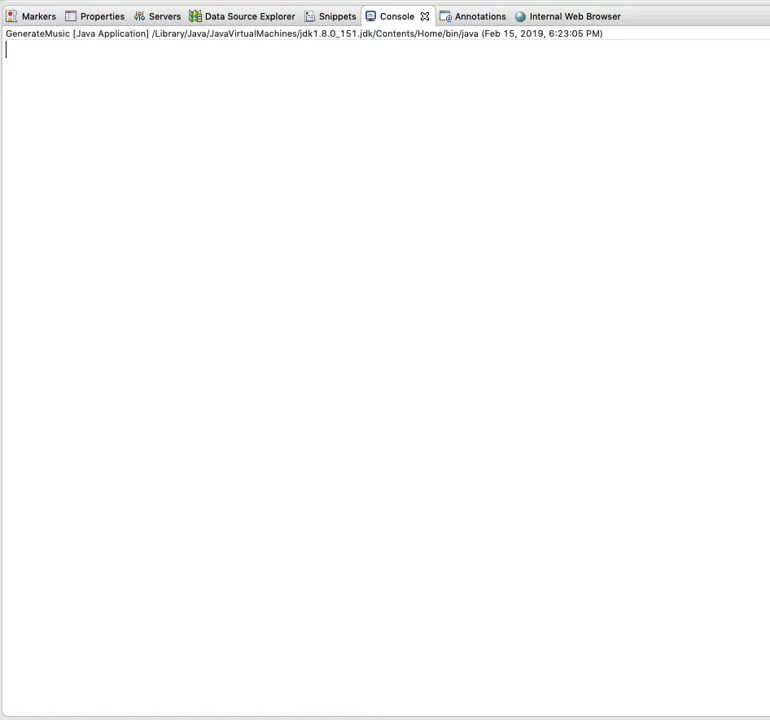 Markers Properties Servers Data Source Explorer Snippets Console Annotations Internal Web Browser
GenerateMusic [Java Application] /Library/Java/JavaVirtualMachines/jdk1.8.0_151.jdk/Contents/Home/bin/java (Feb 15, 2019, 6:23:05 PM)